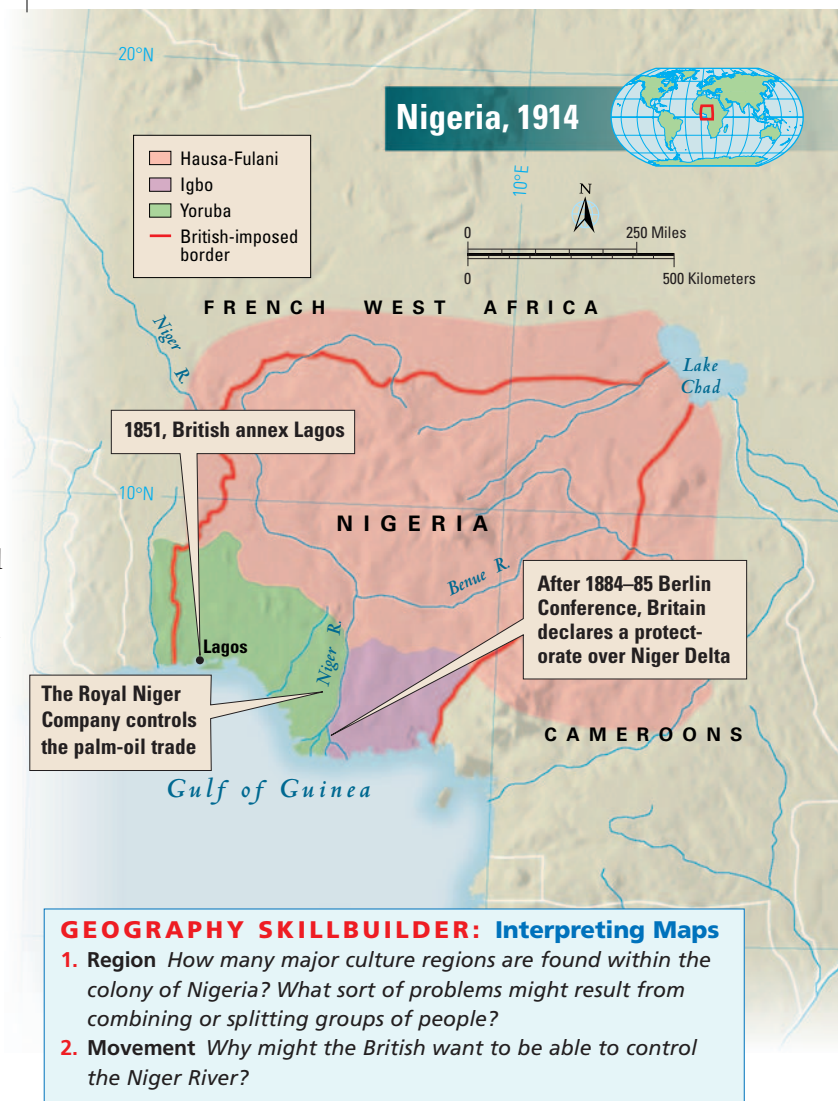 20°N
Nigeria, 1914
Hausa-Fulani
Igbo
Yoruba
British-imposed
border
10°E
N
0
250 Miles
0
500 Kilometers
FRENCH WEST AFRICA
Niger R.
Lake
Chad
1851, British annex Lagos
10°N
NIGERIA
Benue R.
After 1884–85 Berlin
Conference, Britain
declares a protect-
orate over Niger Delta
Lagos
Niger R.
The Royal Niger
Company controls
the palm-oil trade
CAMEROONS
Gulf of Guinea
GEOGRAPHY SKILLBUILDER: Interpreting Maps
1. Region How many major culture regions are found within the
colony of Nigeria? What sort of problems might result from
combining or splitting groups of people?
2. Movement Why might the British want to be able to control
the Niger River?